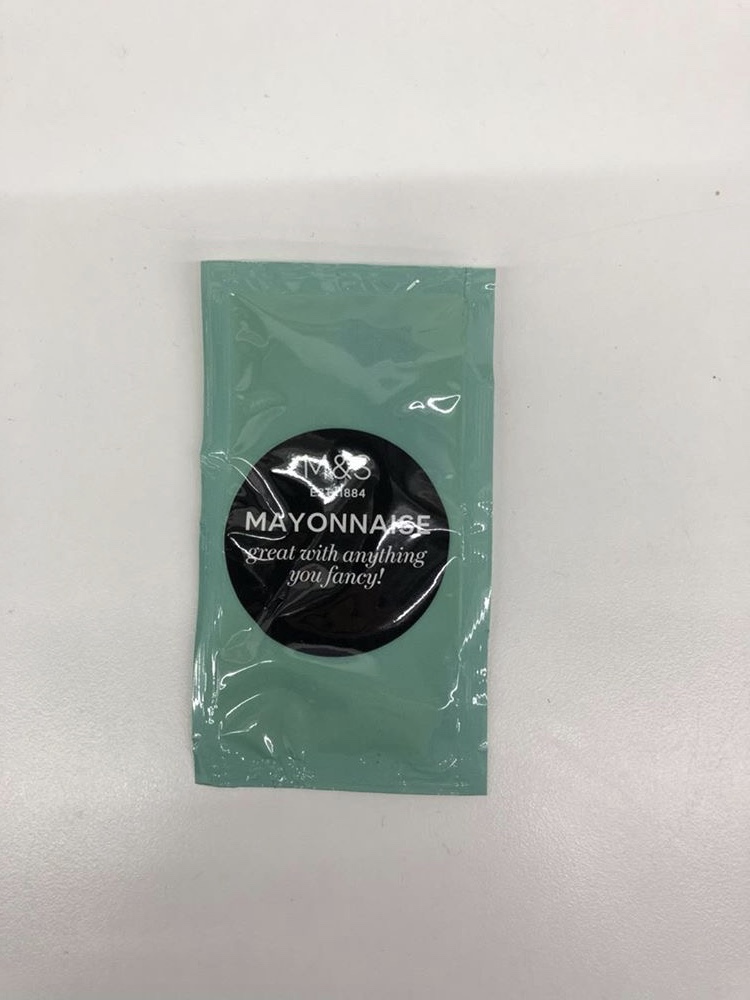 M&S
EST. 1884
MAYONNAISE
great with anything
you fancy!